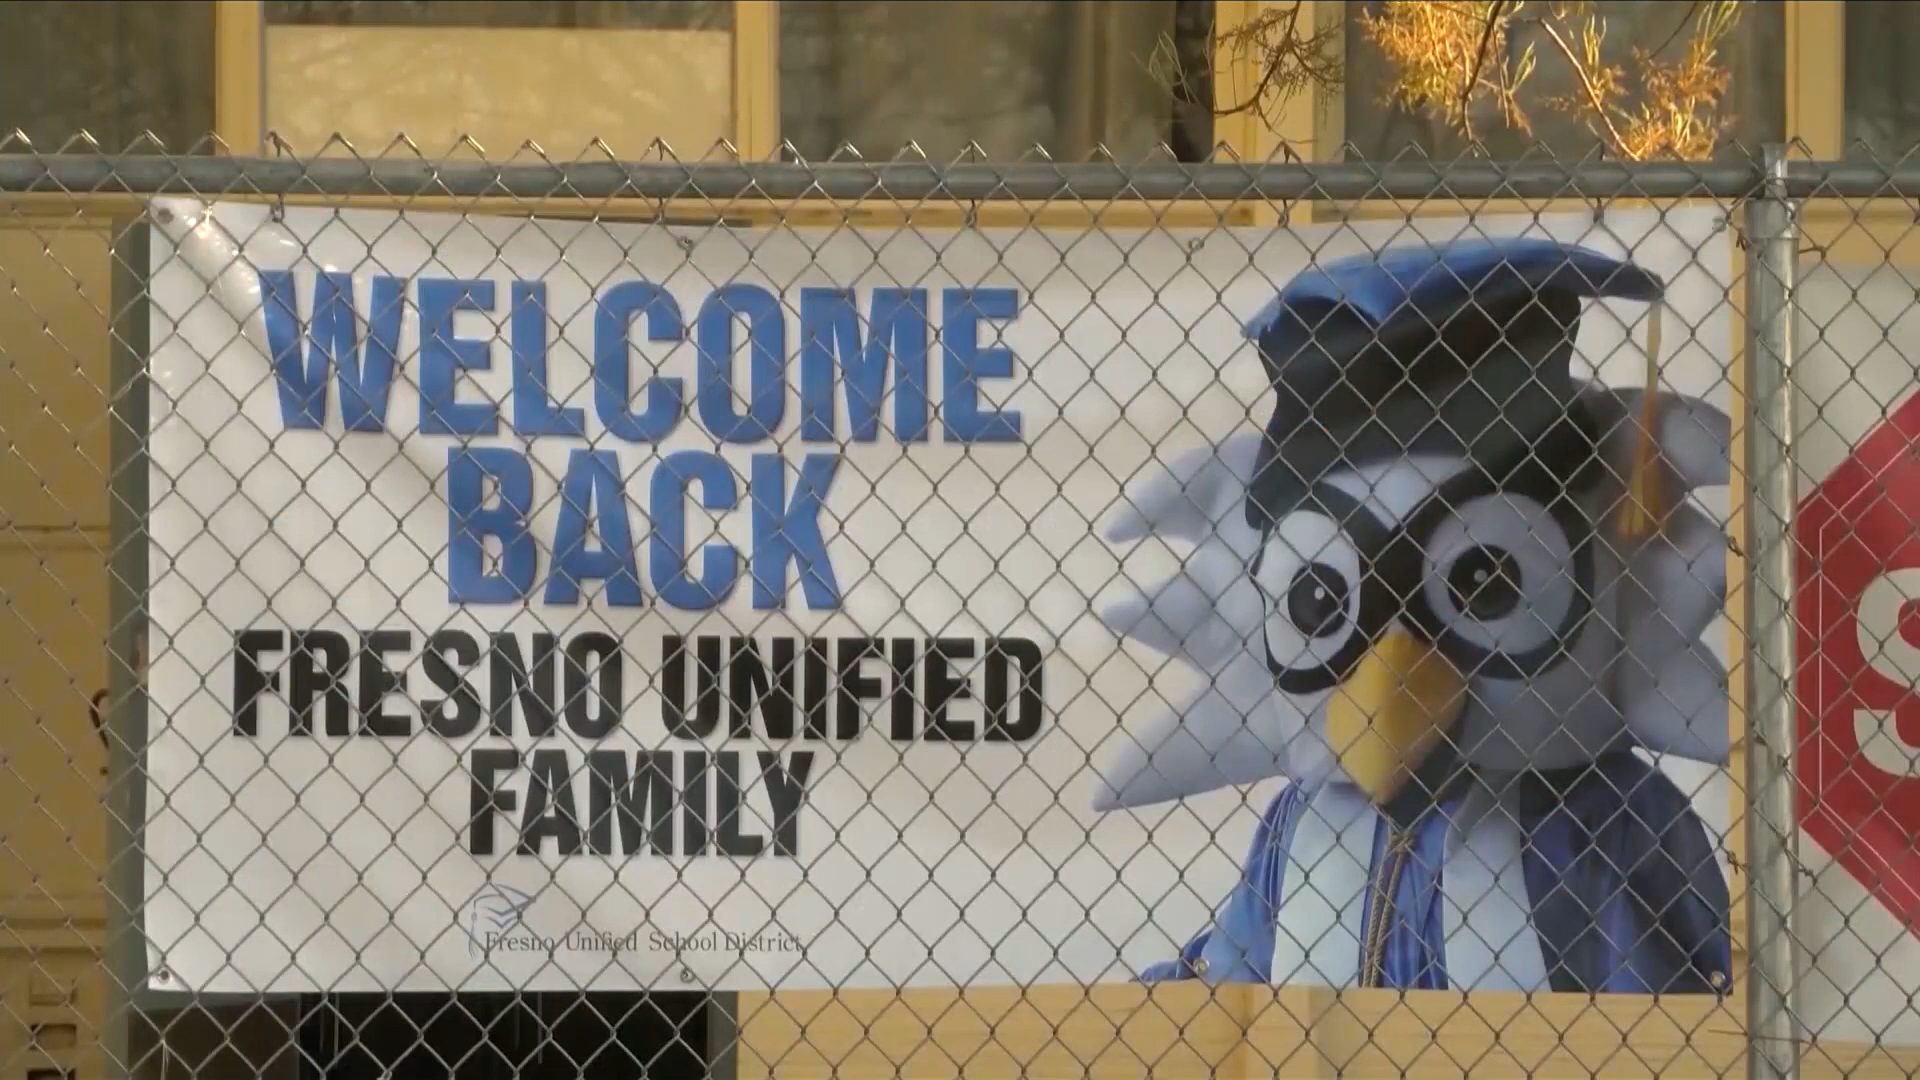 WELCOME
BACK
FRESNO UNIFIED
FAMILY
Fresno Unified School District
S